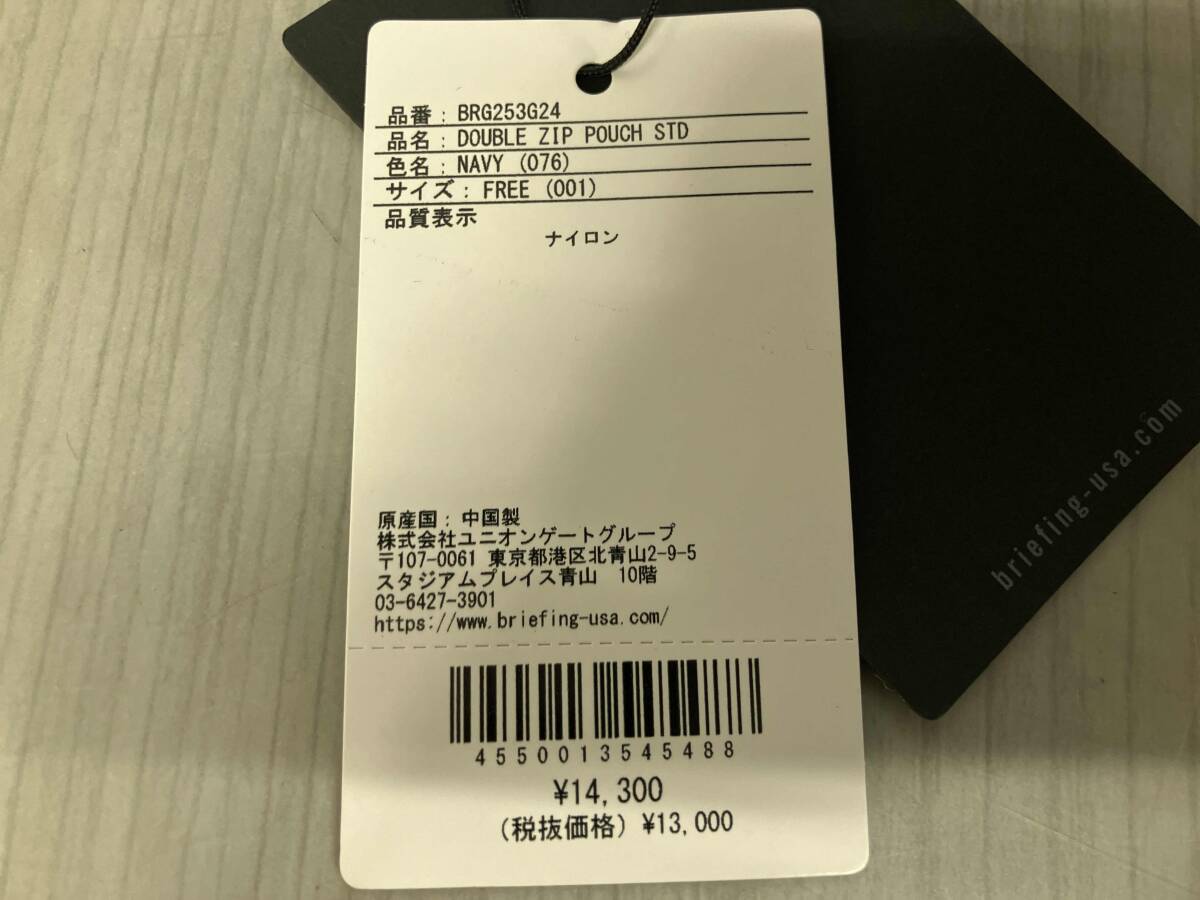 品番: BRG253G24
品名: DOUBLE ZIP POUCH STD
色名: NAVY (076)
サイズ: FREE (001)
品質表示
ナイロン
原産国: 中国製
株式会社ユニオンゲートグループ
〒107-0061 東京都港区北青山2-9-5
スタジアムプレイス青山 10階
03-6427-3901
https://www.briefing-usa.com/
4550013545488
¥14,300
(税抜価格) ¥13,000
briefing-usa.com